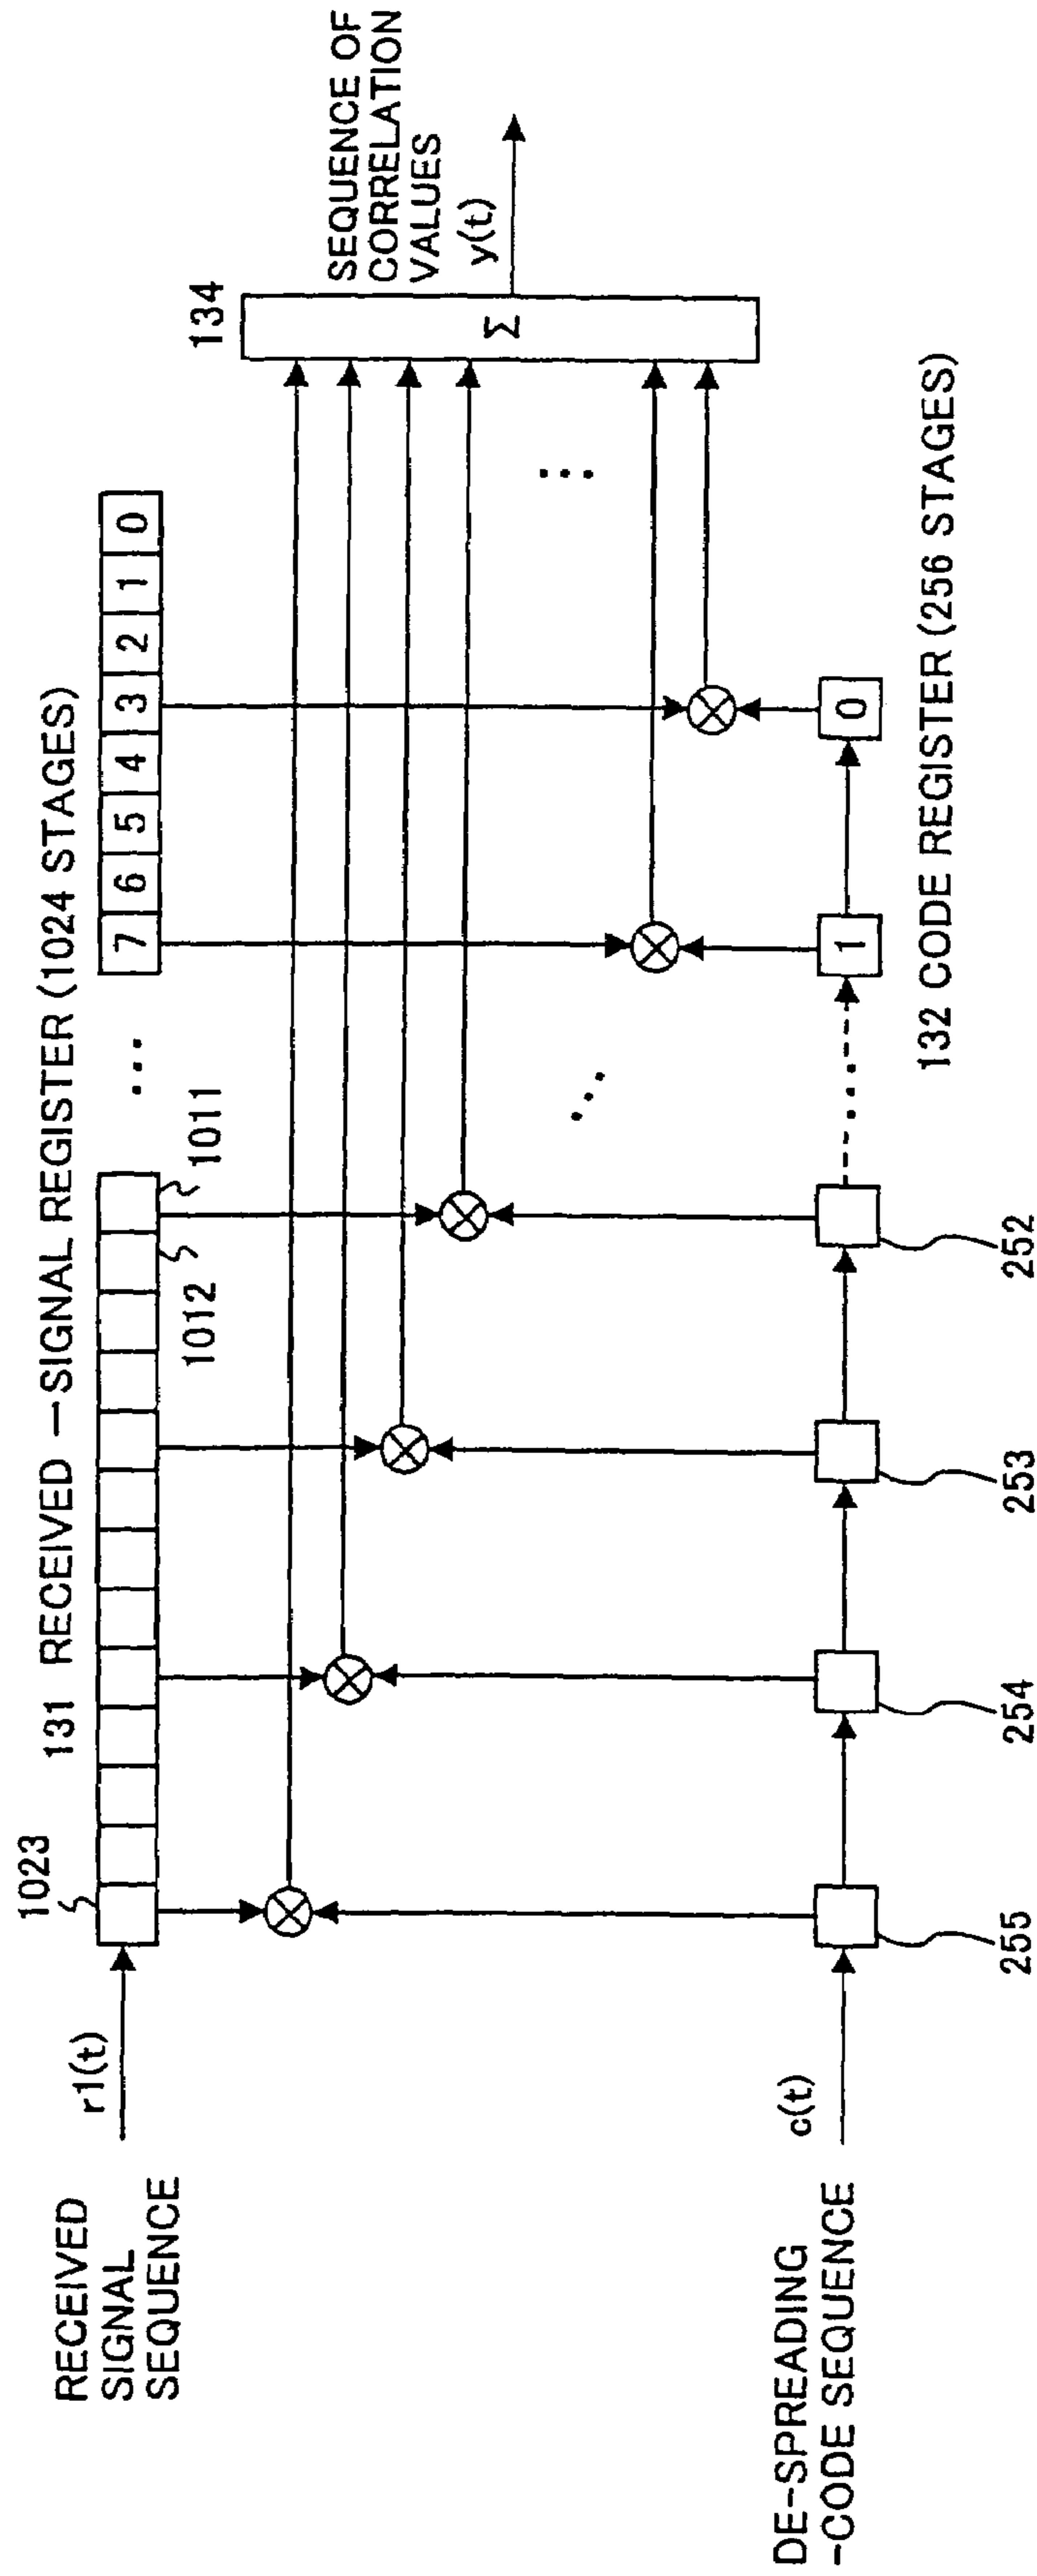 131 RECEIVED — SIGNAL REGISTER (1024 STAGES)
1023
1012
1011
...
7 6 5 4 3 2 1 0
RECEIVED
SIGNAL
SEQUENCE
r1(t)
134
Σ
SEQUENCE OF
CORRELATION
VALUES
y(t)
DE-SPREADING
-CODE SEQUENCE
c(t)
1
0
255
254
253
252
132 CODE REGISTER (256 STAGES)